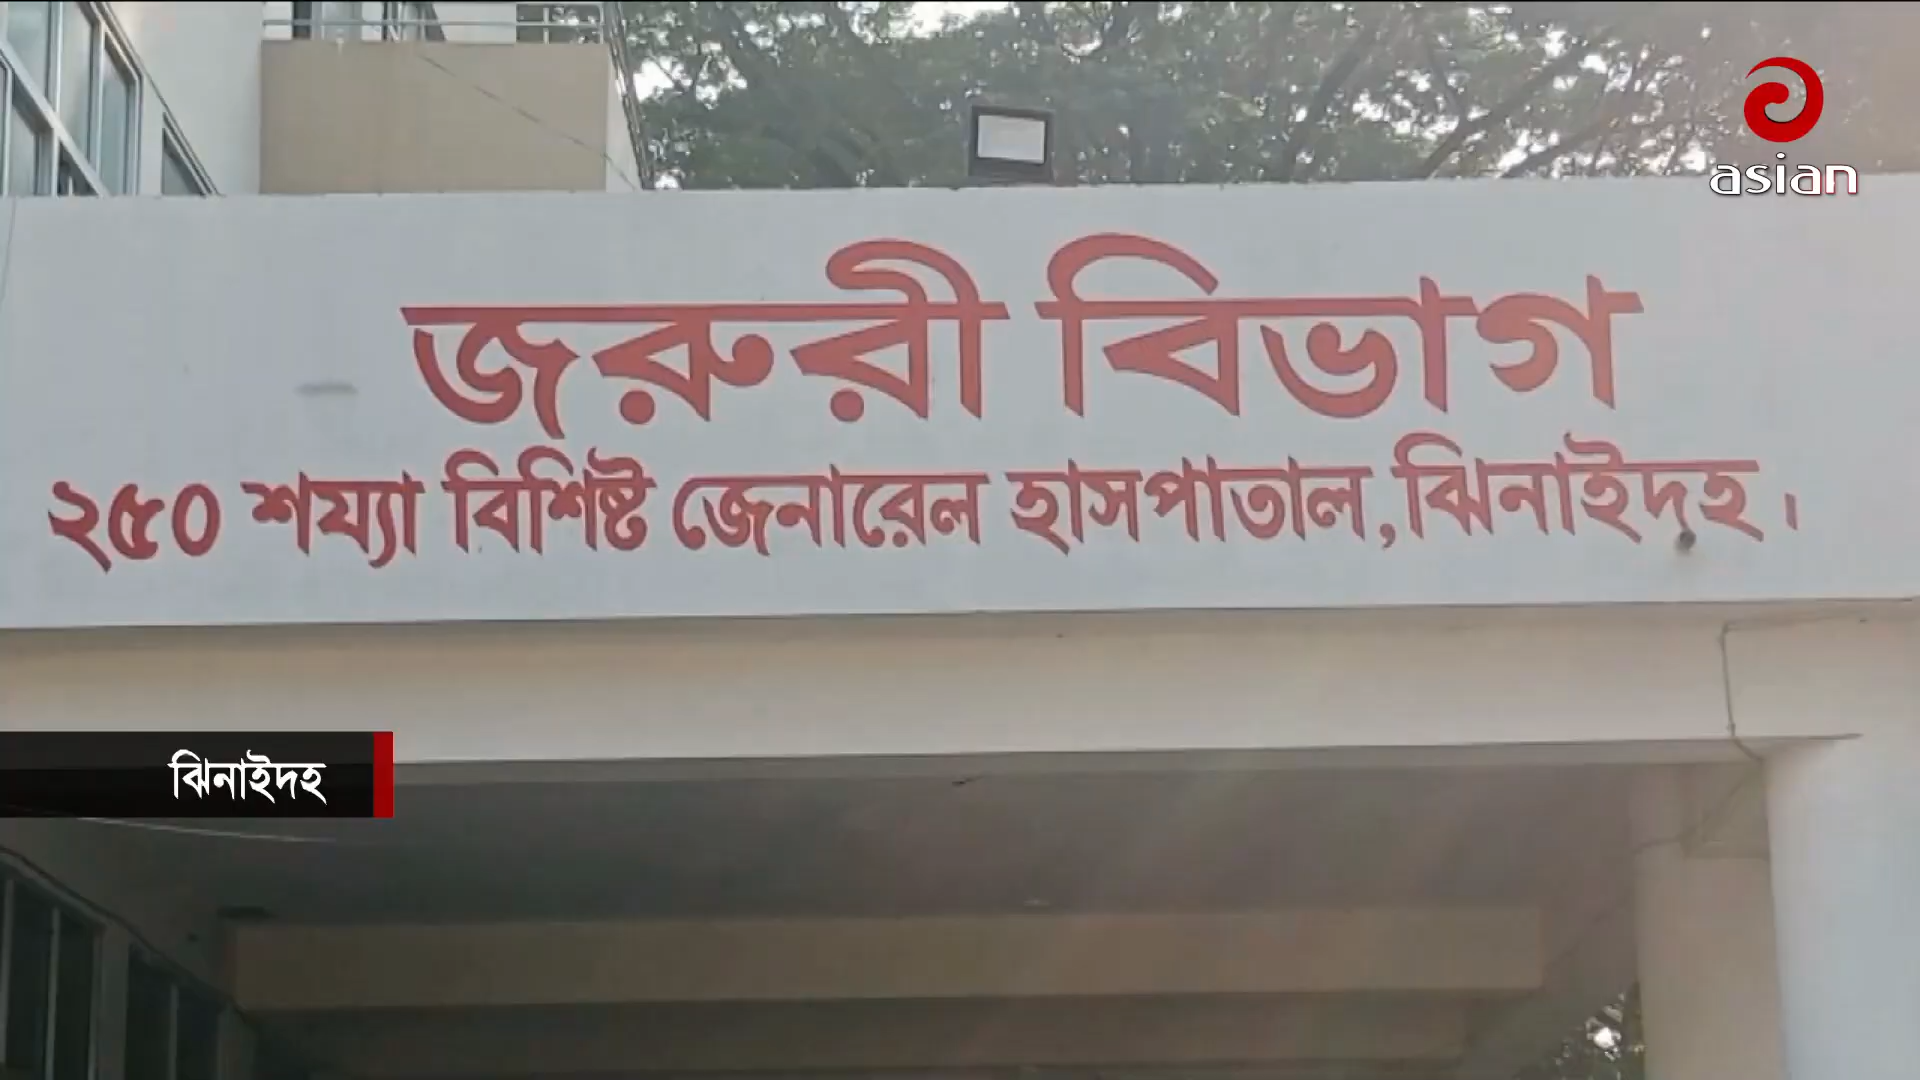 asian
জরুরী বিভাগ
২৫০ শয্যা বিশিষ্ট জেনারেল হাসপাতাল, ঝিনাইদহ।
ঝিনাইদহ